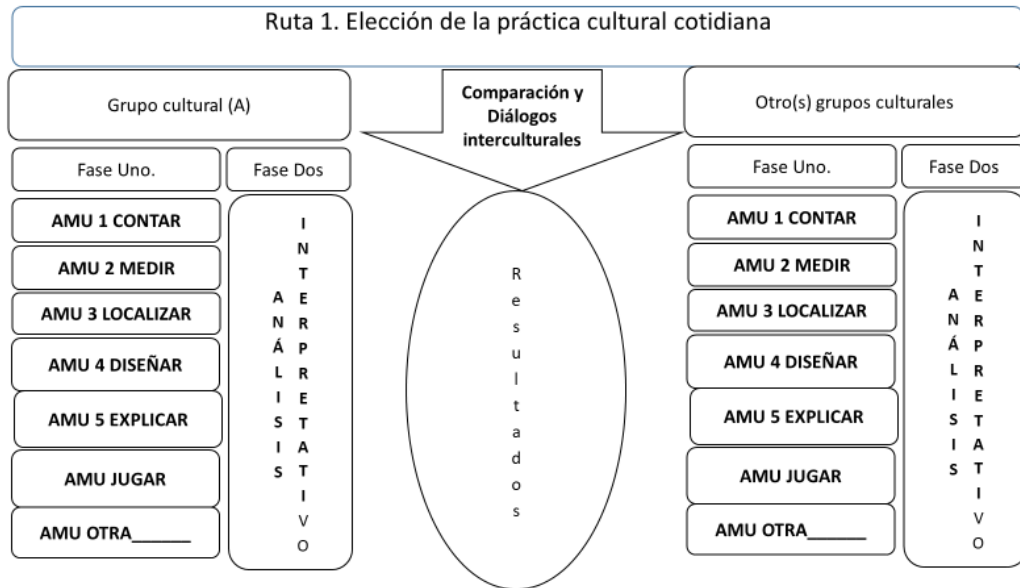 Ruta 1. Elección de la práctica cultural cotidiana
Grupo cultural (A)
Fase Uno.
Fase Dos
AMU 1 CONTAR
AMU 2 MEDIR
AMU 3 LOCALIZAR
AMU 4 DISEÑAR
AMU 5 EXPLICAR
AMU JUGAR
AMU OTRA______
ANÁLISIS
INTERPRETATIVO
Comparación y
Diálogos
interculturales
Resultados
Otro(s) grupos culturales
Fase Uno.
Fase Dos
AMU 1 CONTAR
AMU 2 MEDIR
AMU 3 LOCALIZAR
AMU 4 DISEÑAR
AMU 5 EXPLICAR
AMU JUGAR
AMU OTRA______
ANÁLISIS
INTERPRETATIVO